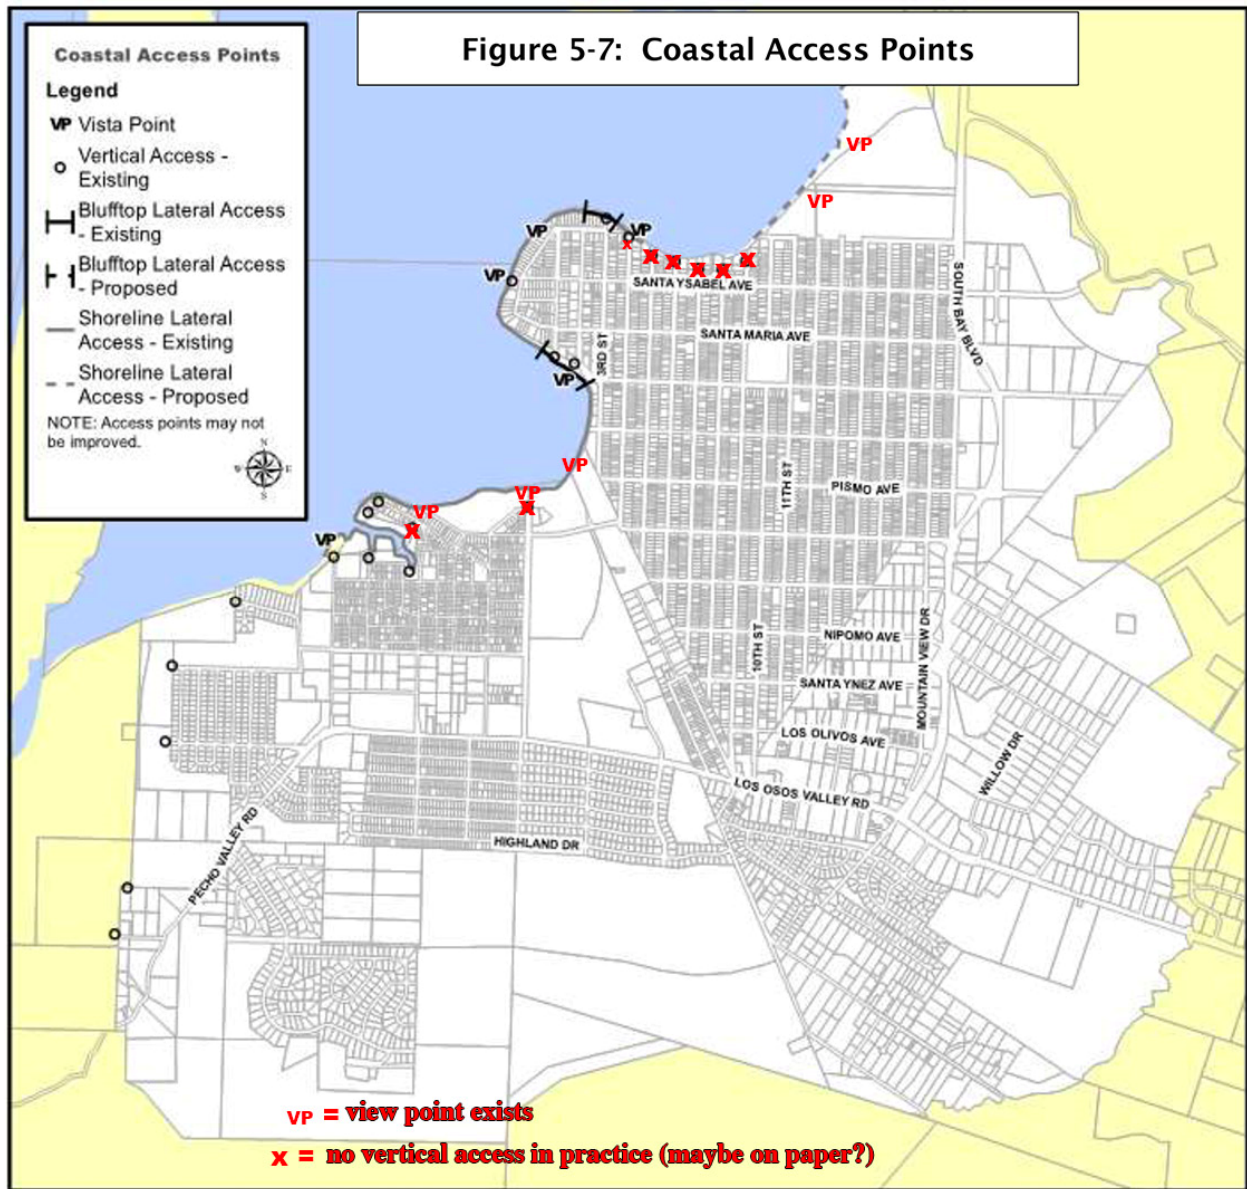 Figure 5-7: Coastal Access Points
Coastal Access Points
Legend
VP Vista Point
Vertical Access -
Existing
Blufftop Lateral Access
- Existing
Blufftop Lateral Access
- Proposed
Shoreline Lateral
Access - Existing
Shoreline Lateral
Access - Proposed
NOTE: Access points may not
be improved.
N
W E
S
VP
VP
VP
VP
x
X X X X X
VP
SANTA YSABEL AVE
SOUTH BAY BLVD
SANTA MARIA AVE
3RD ST
VP
VP
11TH ST
PISMO AVE
VP
X
VP
X
VP
NIPOMO AVE
10TH ST
MOUNTAIN VIEW DR
SANTA YNEZ AVE
LOS OLIVOS AVE
WILLOW DR
LOS OSOS VALLEY RD
HIGHLAND DR
PECHO VALLEY RD
VP = view point exists
x = no vertical access in practice (maybe on paper?)